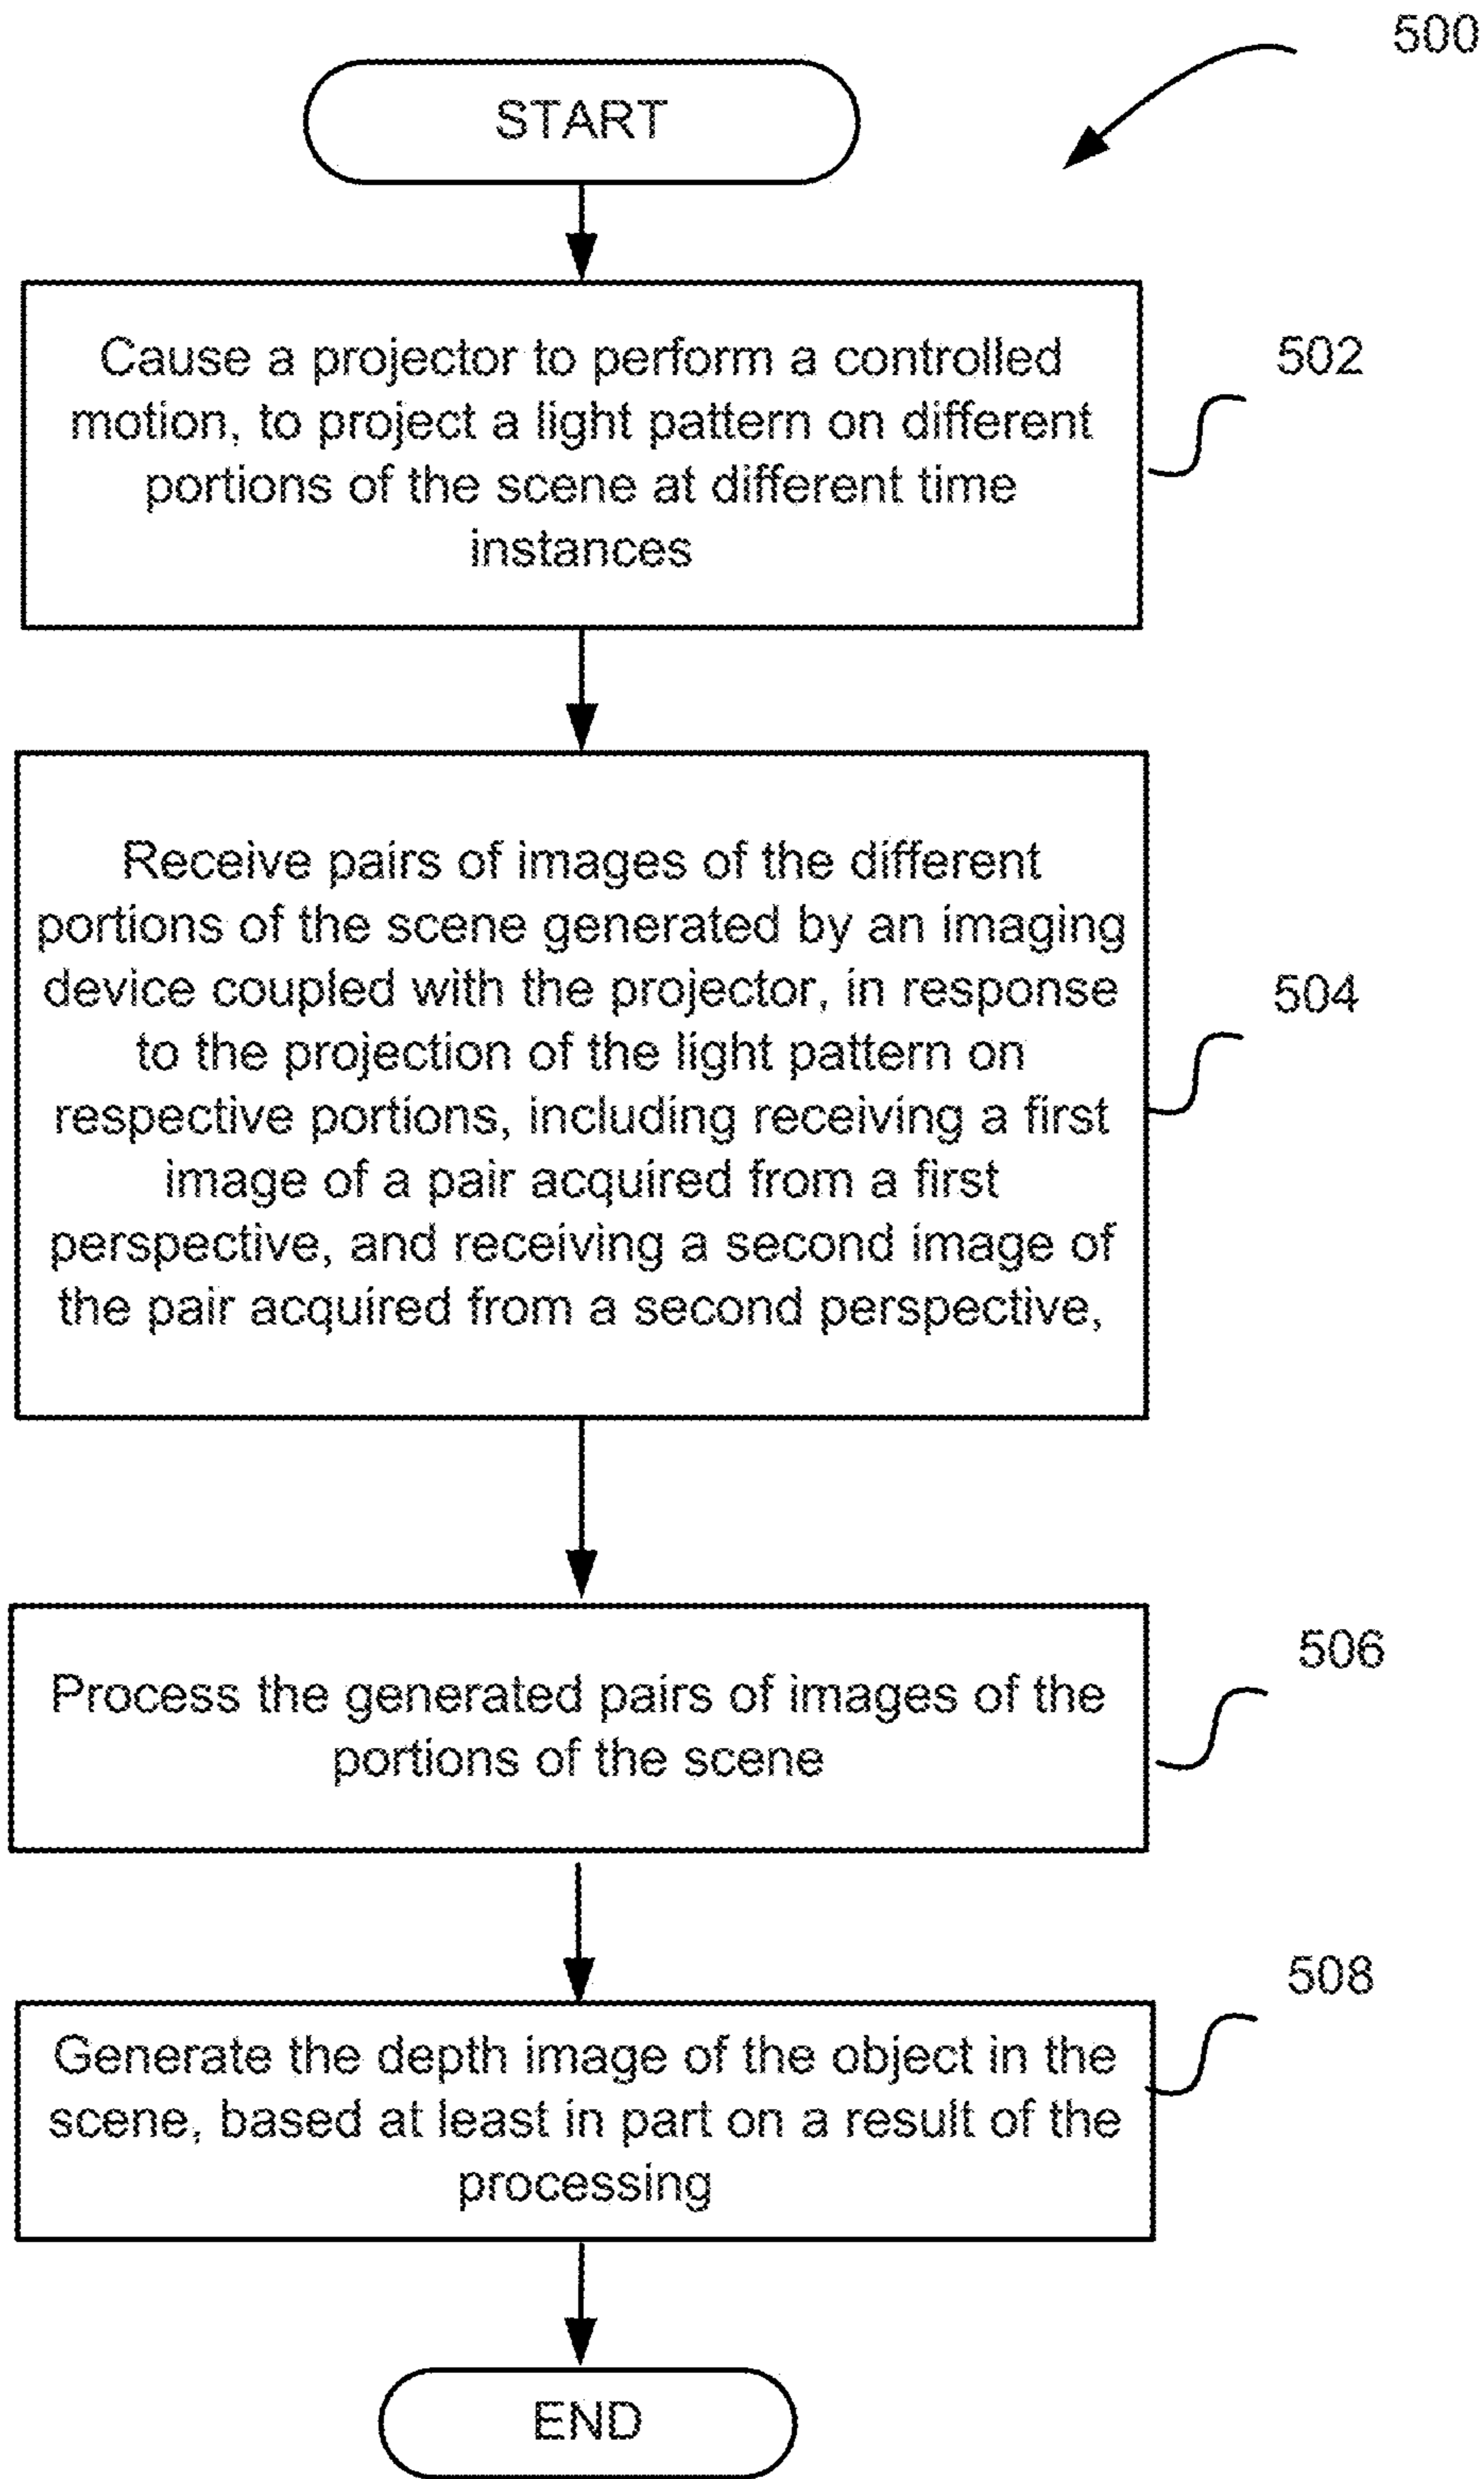 500
START
Cause a projector to perform a controlled
motion, to project a light pattern on different
portions of the scene at different time
instances
502
Receive pairs of images of the different
portions of the scene generated by an imaging
device coupled with the projector, in response
to the projection of the light pattern on
respective portions, including receiving a first
image of a pair acquired from a first
perspective, and receiving a second image of
the pair acquired from a second perspective,
504
Process the generated pairs of images of the
portions of the scene
506
Generate the depth image of the object in the
scene, based at least in part on a result of the
processing
508
END